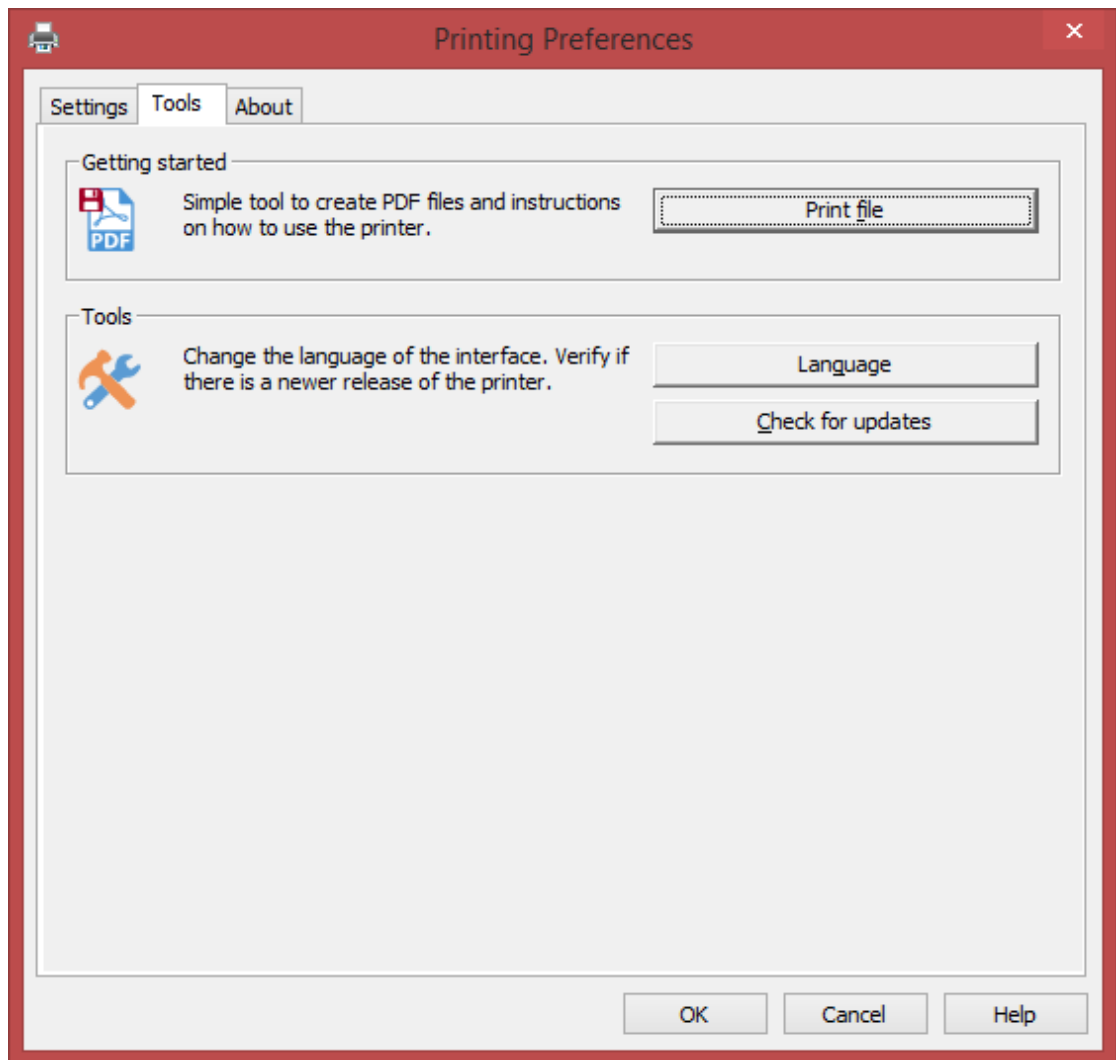 Printing Preferences
Settings Tools About
Getting started
Simple tool to create PDF files and instructions
on how to use the printer.
Print file
PDF
Tools
Change the language of the interface. Verify if
there is a newer release of the printer.
Language
Check for updates
OK Cancel Help